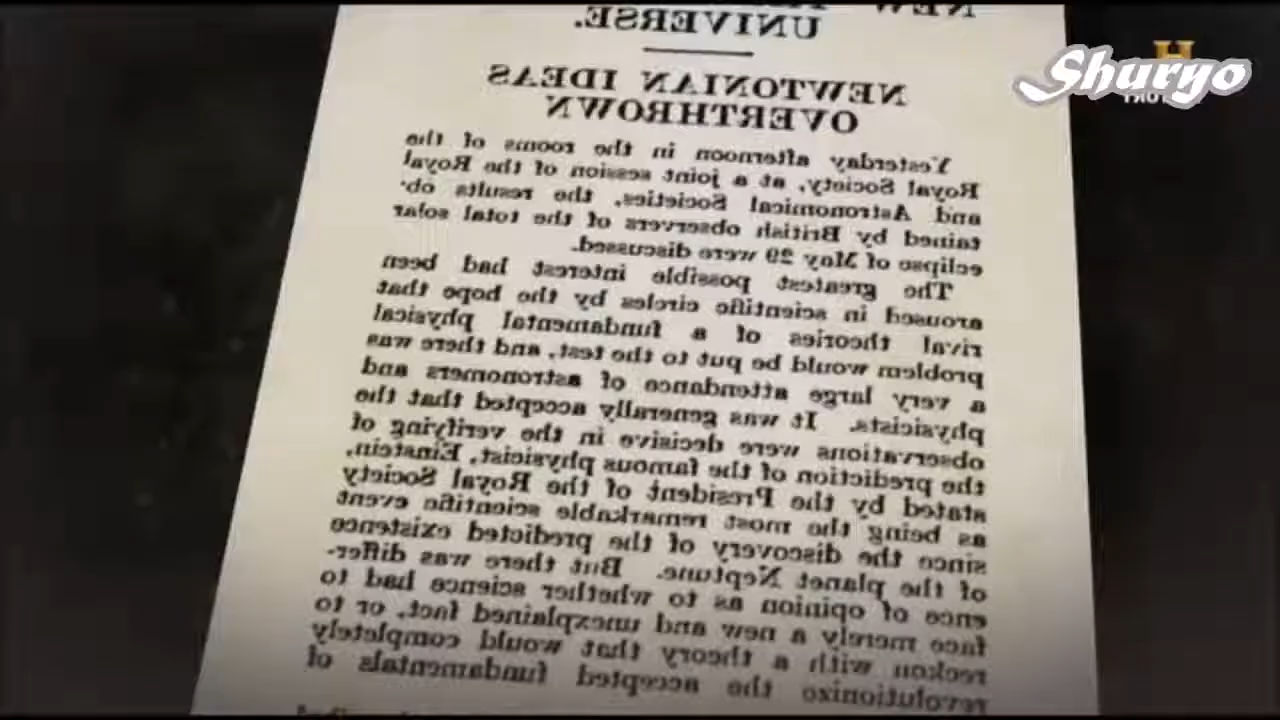 NEW
UNIVERSE.
NEWTONIAN IDEAS
OVERTHROWN
Yesterday afternoon in the rooms of the
Royal Society, at a joint session of the Royal
and Astronomical Societies, the results ob-
tained by British observers of the total solar
eclipse of May 29 were discussed.
The greatest possible interest had been
aroused in scientific circles by the hope that
rival theories of a fundamental physical
problem would be put to the test, and there was
a very large attendance of astronomers and
physicists. It was generally accepted that the
observations were decisive in the verifying of
the prediction of the famous physicist, Einstein,
stated by the President of the Royal Society
as being the most remarkable scientific event
since the discovery of the predicted existence
of the planet Neptune. But there was differ-
ence of opinion as to whether science had to
face merely a new and unexplained fact, or to
reckon with a theory that would completely
revolutionize the accepted fundamentals of
Shuryo
H